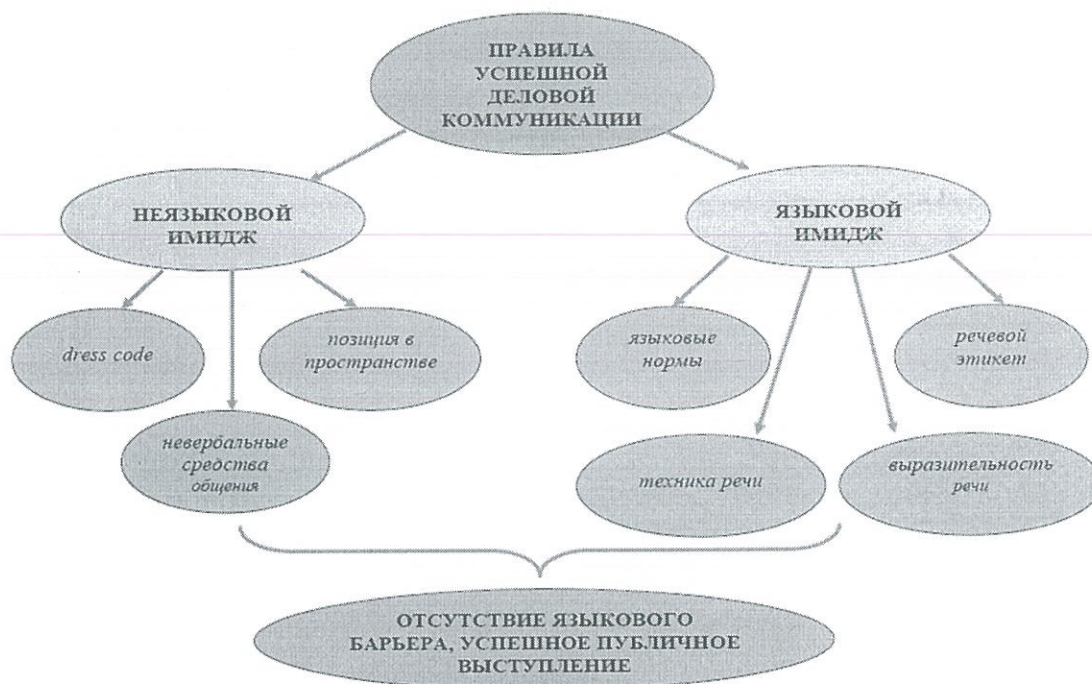 ПРАВИЛА
УСПЕШНОЙ
ДЕЛОВОЙ
КОММУНИКАЦИИ
НЕЯЗЫКОВОЙ
ИМИДЖ
ЯЗЫКОВОЙ
ИМИДЖ
dress code
позиция в
пространстве
языковые
нормы
речевой
этикет
невербальные
средства
общения
техника речи
выразительность
речи
ОТСУТСТВИЕ ЯЗЫКОВОГО
БАРЬЕРА, УСПЕШНОЕ ПУБЛИЧНОЕ
ВЫСТУПЛЕНИЕ